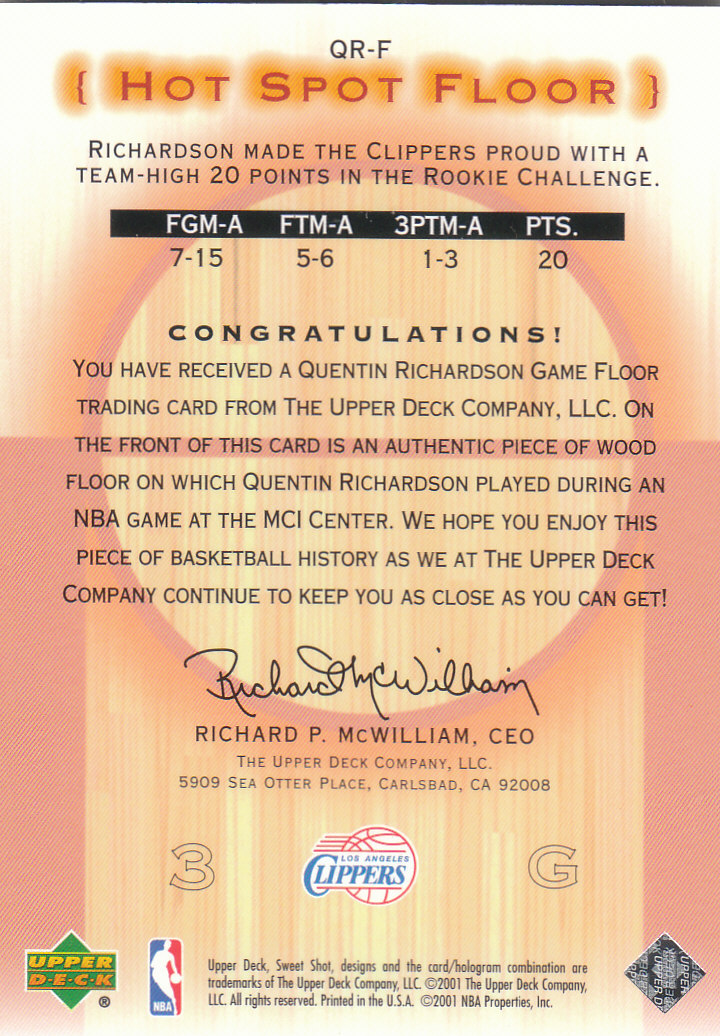 QR-F
{ HOT SPOT FLOOR }
RICHARDSON MADE THE CLIPPERS PROUD WITH A
TEAM-HIGH 20 POINTS IN THE ROOKIE CHALLENGE.
FGM-A FTM-A 3PTM-A PTS.
7-15 5-6 1-3 20
CONGRATULATIONS!
YOU HAVE RECEIVED A QUENTIN RICHARDSON GAME FLOOR
TRADING CARD FROM THE UPPER DECK COMPANY, LLC. ON
THE FRONT OF THIS CARD IS AN AUTHENTIC PIECE OF WOOD
FLOOR ON WHICH QUENTIN RICHARDSON PLAYED DURING AN
NBA GAME AT THE MCI CENTER. WE HOPE YOU ENJOY THIS
PIECE OF BASKETBALL HISTORY AS WE AT THE UPPER DECK
COMPANY CONTINUE TO KEEP YOU AS CLOSE AS YOU CAN GET!
Richard McWilliam
RICHARD P. MCWILLIAM, CEO
THE UPPER DECK COMPANY, LLC.
5909 SEA OTTER PLACE, CARLSBAD, CA 92008
3
LOS ANGELES
CLIPPERS
G
UPPER
DECK
®
NBA
Upper Deck, Sweet Shot, designs and the card/hologram combination are
trademarks of The Upper Deck Company, LLC. ©2001 The Upper Deck Company,
LLC. All rights reserved. Printed in the U.S.A. ©2001 NBA Properties, Inc.
UPPER DECK